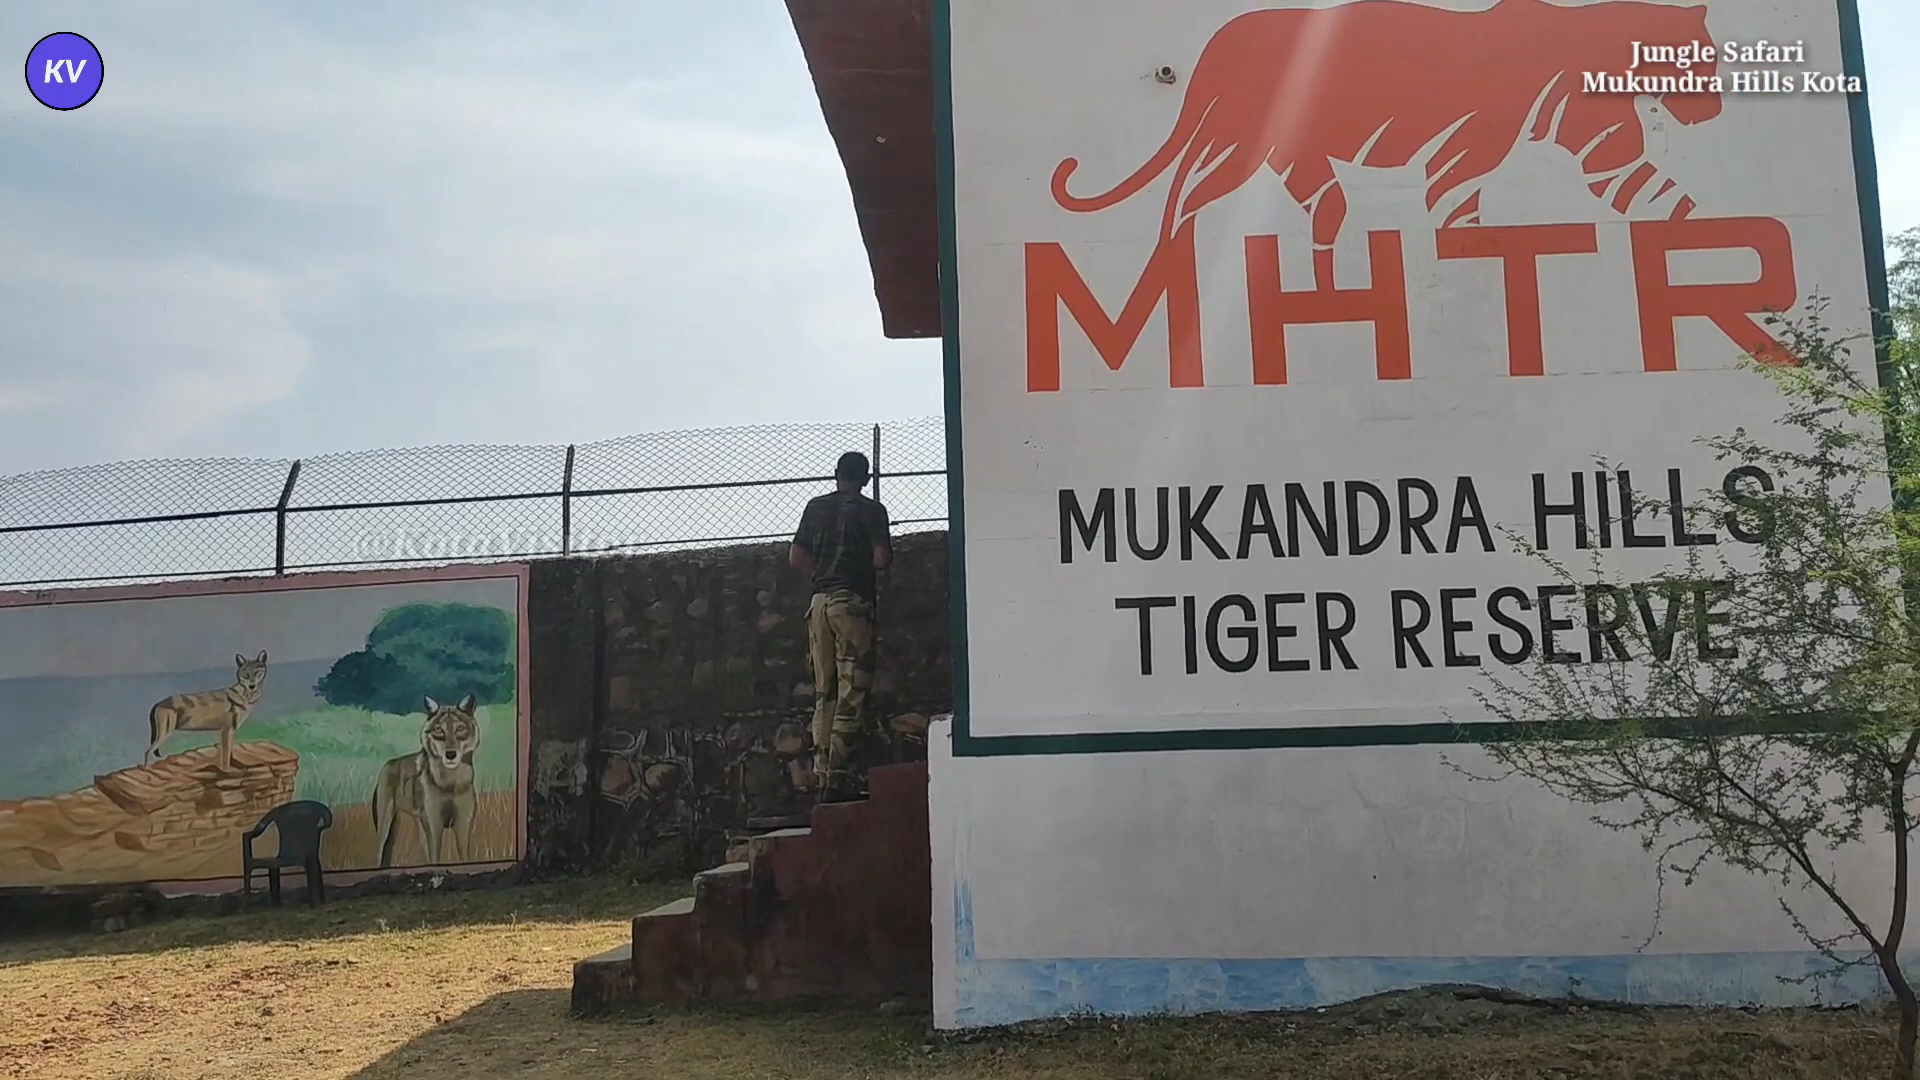 KV
Jungle Safari
Mukundra Hills Kota
MHTR
MUKANDRA HILLS
TIGER RESERVE